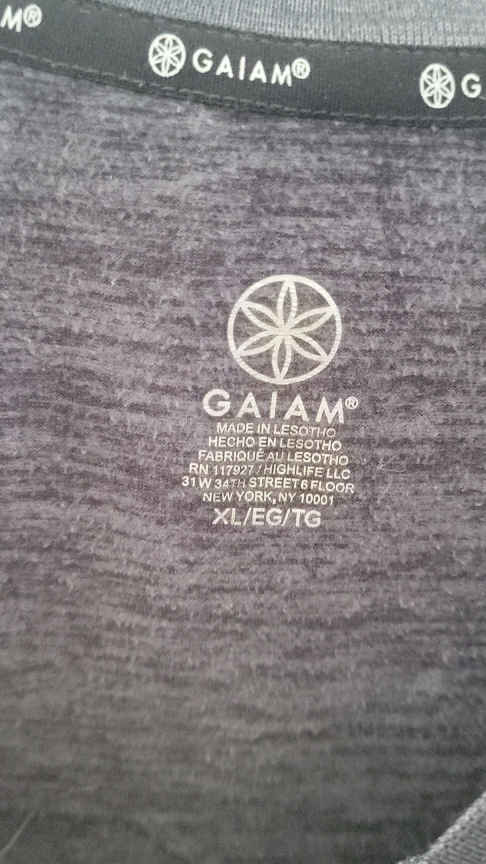 M®
GAIAM®
G
GAIAM®
MADE IN LESOTHO
HECHO EN LESOTHO
FABRIQUÉ AU LESOTHO
RN 117927 / HIGHLIFE LLC
31 W 34TH STREET 6 FLOOR
NEW YORK, NY 10001
XL/EG/TG